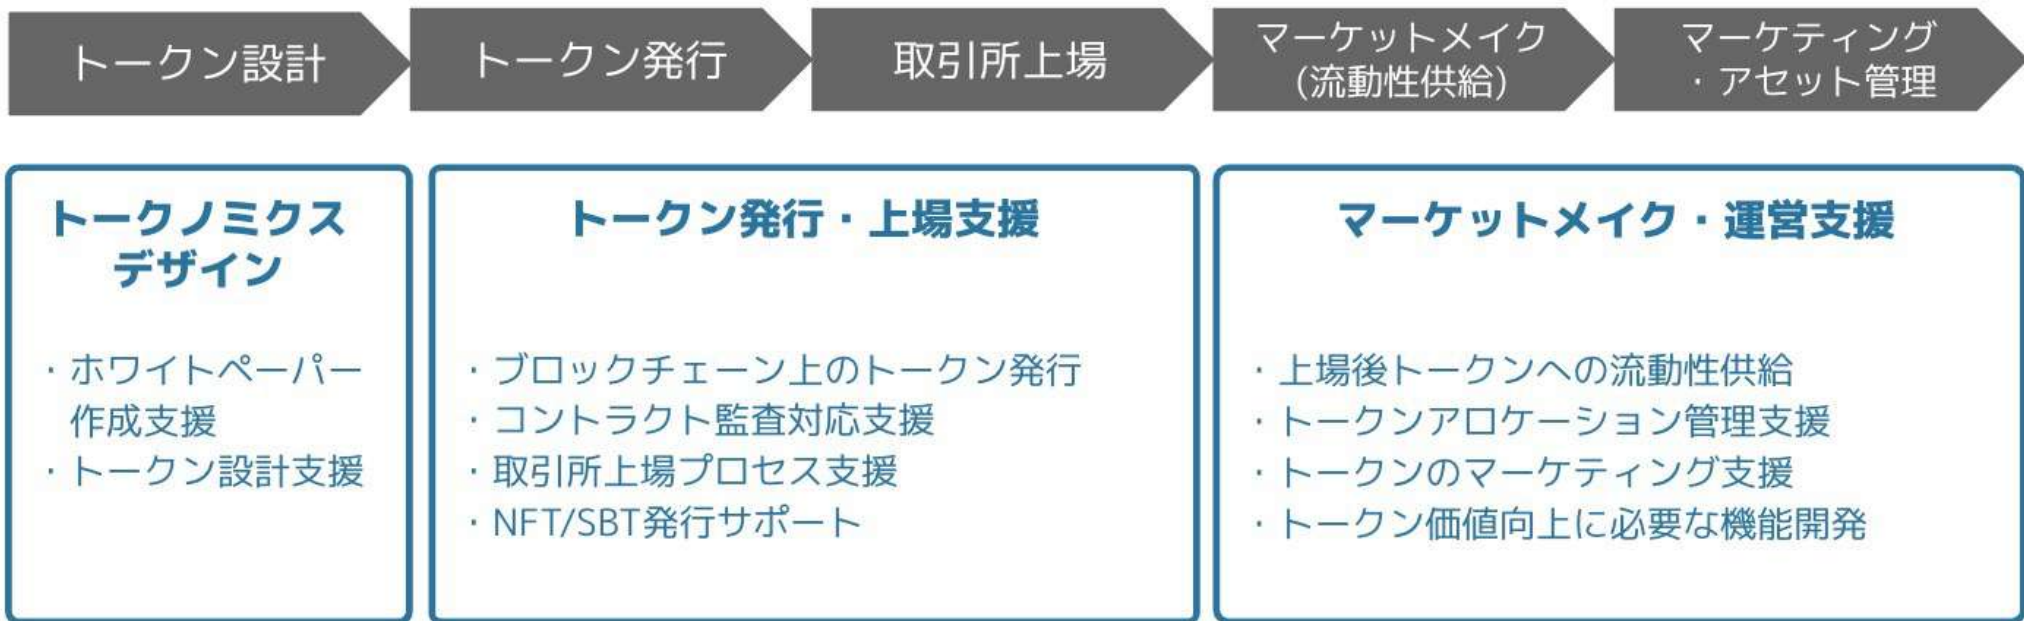 トークン設計
トークン発行
取引所上場
マーケットメイク
(流動性供給)
マーケティング
・アセット管理
トークノミクス
デザイン
・ホワイトペーパー
作成支援
・トークン設計支援
トークン発行・上場支援
・ブロックチェーン上のトークン発行
・コントラクト監査対応支援
・取引所上場プロセス支援
・NFT/SBT発行サポート
マーケットメイク・運営支援
・上場後トークンへの流動性供給
・トークンアロケーション管理支援
・トークンのマーケティング支援
・トークン価値向上に必要な機能開発